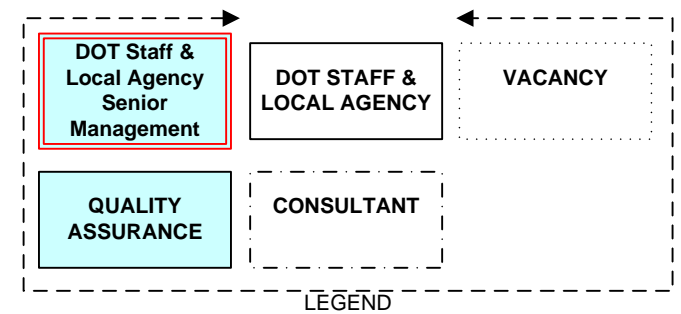 DOT Staff &
Local Agency
Senior
Management
DOT STAFF &
LOCAL AGENCY
VACANCY
QUALITY
ASSURANCE
CONSULTANT
LEGEND